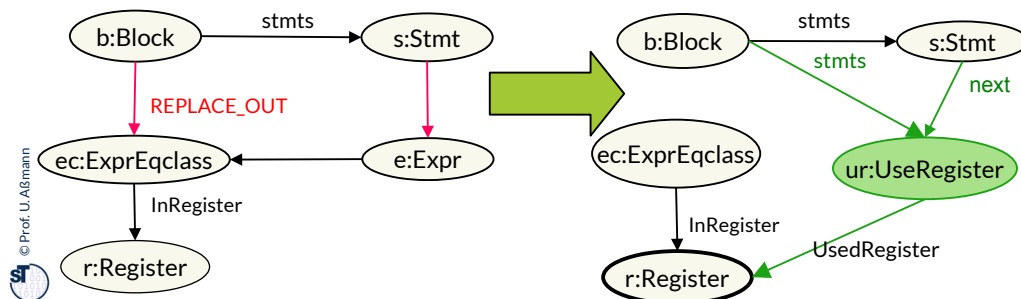 stmts
b:Block
s:Stmt
REPLACE_OUT
ec:ExprEqclass
e:Expr
InRegister
r:Register
© Prof. U.Aßmann
ST
stmts
b:Block
s:Stmt
stmts
next
ec:ExprEqclass
ur:UseRegister
InRegister
UsedRegister
r:Register